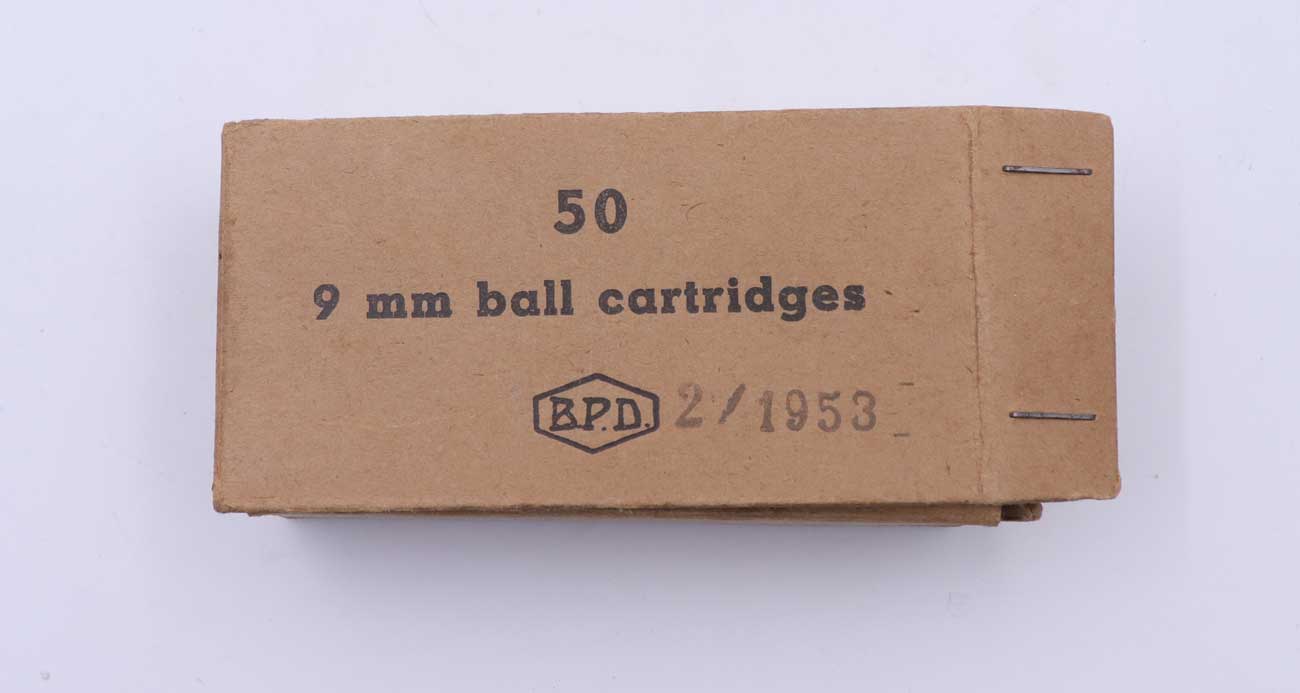 50
9 mm ball cartridges
B.P.D. 2/1953